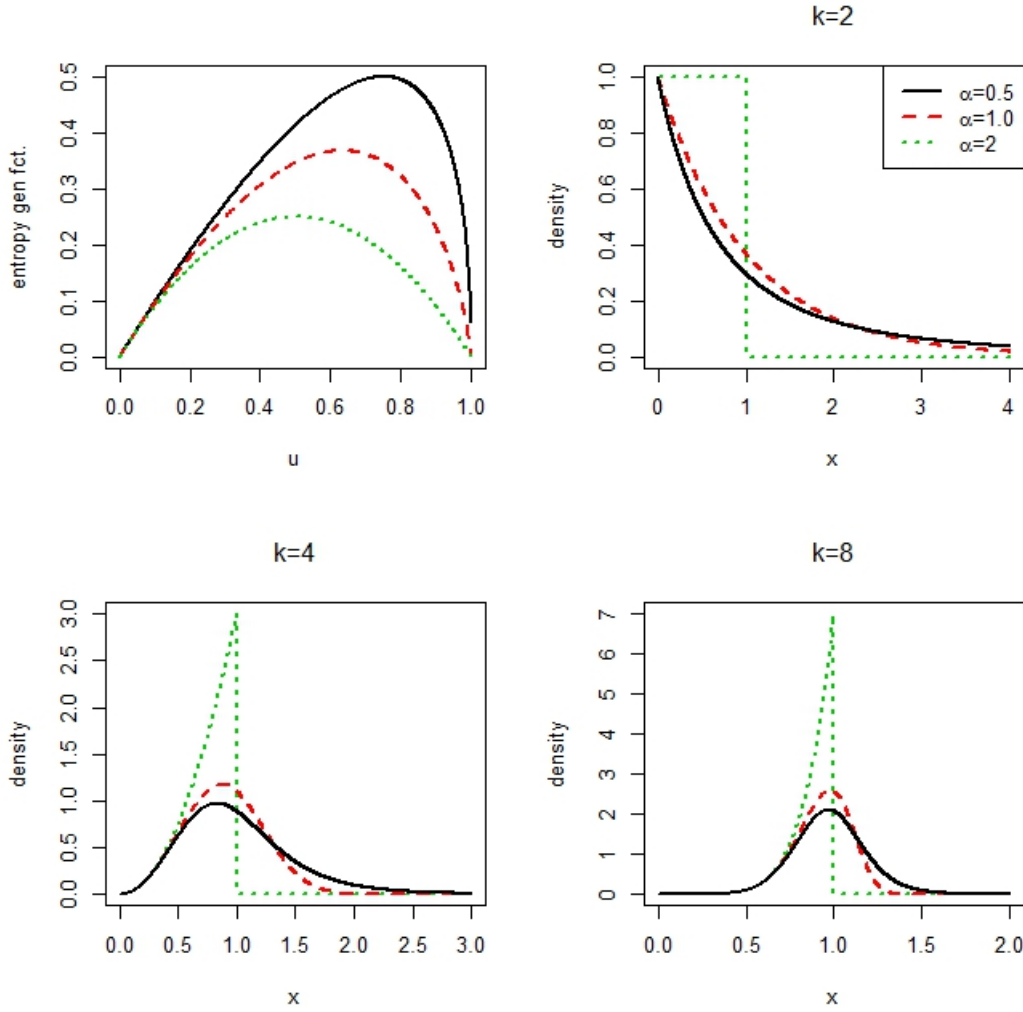 k=2
entropy gen fct.
0.0 0.1 0.2 0.3 0.4 0.5
0.0 0.2 0.4 0.6 0.8 1.0
u
density
0.0 0.2 0.4 0.6 0.8 1.0
α=0.5
α=1.0
α=2
0 1 2 3 4
x
k=4
density
0.0 0.5 1.0 1.5 2.0 2.5 3.0
0.0 0.5 1.0 1.5 2.0 2.5 3.0
x
k=8
density
0 1 2 3 4 5 6 7
0.0 0.5 1.0 1.5 2.0
x